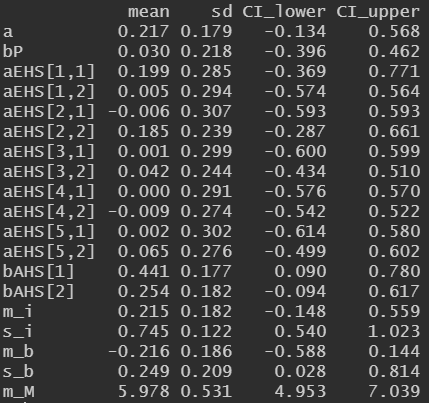 mean sd CI_lower CI_upper
a 0.217 0.179 -0.134 0.568
bP 0.030 0.218 -0.396 0.462
aEHS[1,1] 0.199 0.285 -0.369 0.771
aEHS[1,2] 0.005 0.294 -0.574 0.564
aEHS[2,1] -0.006 0.307 -0.593 0.593
aEHS[2,2] 0.185 0.239 -0.287 0.661
aEHS[3,1] 0.001 0.299 -0.600 0.599
aEHS[3,2] 0.042 0.244 -0.434 0.510
aEHS[4,1] 0.000 0.291 -0.576 0.570
aEHS[4,2] -0.009 0.274 -0.542 0.522
aEHS[5,1] 0.002 0.302 -0.614 0.580
aEHS[5,2] 0.065 0.276 -0.499 0.602
bAHS[1] 0.441 0.177 0.090 0.780
bAHS[2] 0.254 0.182 -0.094 0.617
m_i 0.215 0.182 -0.148 0.559
s_i 0.745 0.122 0.540 1.023
m_b -0.216 0.186 -0.588 0.144
s_b 0.249 0.209 0.028 0.814
m_M 5.978 0.531 4.953 7.039